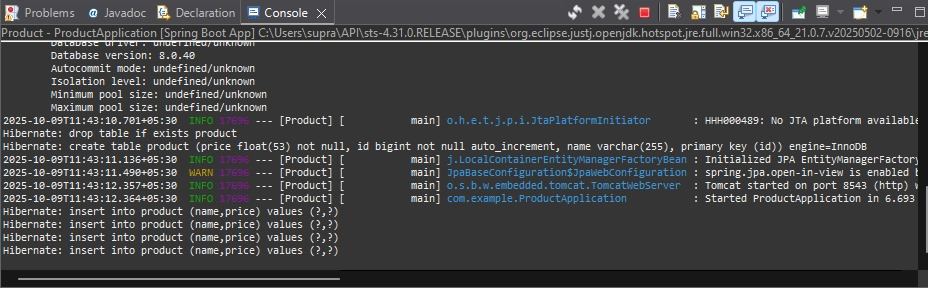 Problems @ Javadoc Declaration Console
Product - ProductApplication [Spring Boot App] C:\Users\supra\API\sts-4.31.0.RELEASE\plugins\org.eclipse.justj.openjdk.hotspot.jre.full.win32.x86_64_21.0.7.v20250502-0916\jre
Database driver: undefined/unknown
Database version: 8.0.40
Autocommit mode: undefined/unknown
Isolation level: undefined/unknown
Minimum pool size: undefined/unknown
Maximum pool size: undefined/unknown
2025-10-09T11:43:10.701+05:30 INFO 17696 --- [Product] [ main] o.h.e.t.j.p.i.JtaPlatformInitiator : HHH000489: No JTA platform available
Hibernate: drop table if exists product
Hibernate: create table product (price float(53) not null, id bigint not null auto_increment, name varchar(255), primary key (id)) engine=InnoDB
2025-10-09T11:43:11.136+05:30 INFO 17696 --- [Product] [ main] j.LocalContainerEntityManagerFactoryBean : Initialized JPA EntityManagerFactory
2025-10-09T11:43:11.490+05:30 WARN 17696 --- [Product] [ main] JpaBaseConfiguration$JpaWebConfiguration : spring.jpa.open-in-view is enabled b
2025-10-09T11:43:12.357+05:30 INFO 17696 --- [Product] [ main] o.s.b.w.embedded.tomcat.TomcatWebServer : Tomcat started on port 8543 (http) w
2025-10-09T11:43:12.364+05:30 INFO 17696 --- [Product] [ main] com.example.ProductApplication : Started ProductApplication in 6.693
Hibernate: insert into product (name,price) values (?,?)
Hibernate: insert into product (name,price) values (?,?)
Hibernate: insert into product (name,price) values (?,?)
Hibernate: insert into product (name,price) values (?,?)